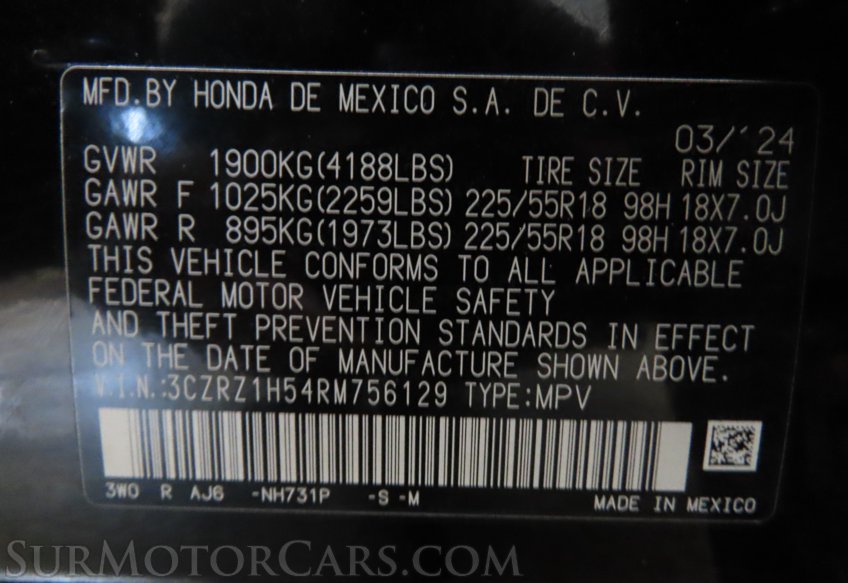 MFD.BY HONDA DE MEXICO S.A. DE C.V.
03/'24
GVWR 1900KG(4188LBS) TIRE SIZE RIM SIZE
GAWR F 1025KG(2259LBS) 225/55R18 98H 18X7.0J
GAWR R 895KG(1973LBS) 225/55R18 98H 18X7.0J
THIS VEHICLE CONFORMS TO ALL APPLICABLE
FEDERAL MOTOR VEHICLE SAFETY
AND THEFT PREVENTION STANDARDS IN EFFECT
ON THE DATE OF MANUFACTURE SHOWN ABOVE.
V.I.N.:3CZRZ1H54RM756129 TYPE:MPV
3W0 R AJ6 -NH731P -S -M
MADE IN MEXICO
SurMotorCars.com